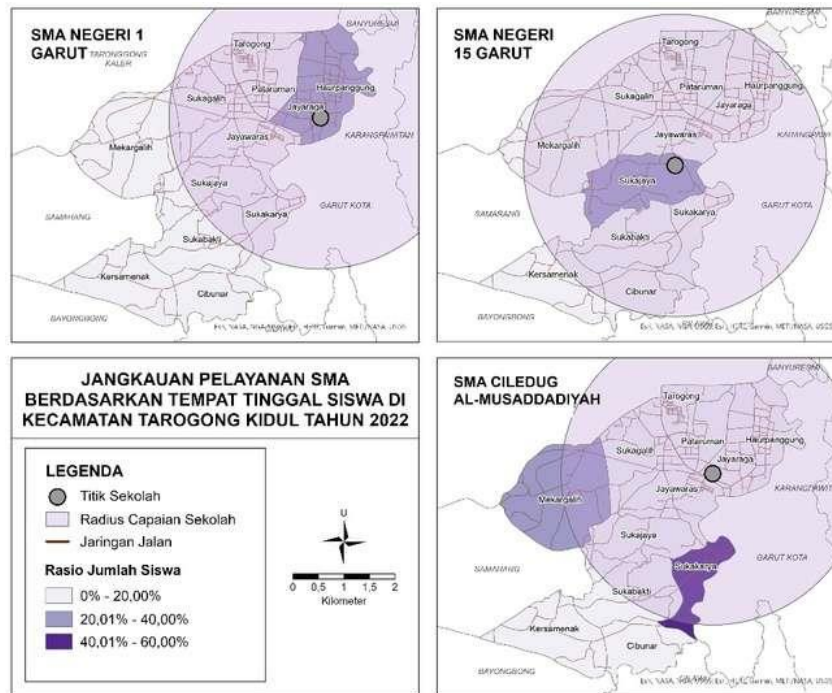 SMA NEGERI 1
GARUT
TARONGGONG
KALER
BANYURESMI
Tarogong
Sukagalih
Pataruman
Haurpanggung
Jayaraga
Jayawaras
KARANGPAWITAN
Mekargalih
Sukajaya
SAMARANG
Sukakarya
GARUT KOTA
Sukabakti
Kersamenak
Cibunar
BAYONGBONG
SMA NEGERI
15 GARUT
BANYURESMI
Tarogong
Sukagalih
Pataruman
Haurpanggung
Jayaraga
Jayawaras
Mekargalih
Sukajaya
SAMARANG
Sukakarya
GARUT KOTA
Sukabakti
Kersamenak
Cibunar
BAYONGBONG
JANGKAUAN PELAYANAN SMA
BERDASARKAN TEMPAT TINGGAL SISWA DI
KECAMATAN TAROGONG KIDUL TAHUN 2022
LEGENDA
Titik Sekolah
Radius Capaian Sekolah
Jaringan Jalan
Rasio Jumlah Siswa
0% - 20,00%
20,01% - 40,00%
40,01% - 60,00%
U
0 0,5 1 2
Kilometer
SMA CILEDUG
AL-MUSADDADIYAH
BANYURESMI
Tarogong
Sukagalih
Pataruman
Haurpanggung
Jayaraga
Jayawaras
Mekargalih
Sukajaya
GARUT KOTA
SAMARANG
Sukakarya
Sukabakti
Kersamenak
Cibunar
BAYONGBONG